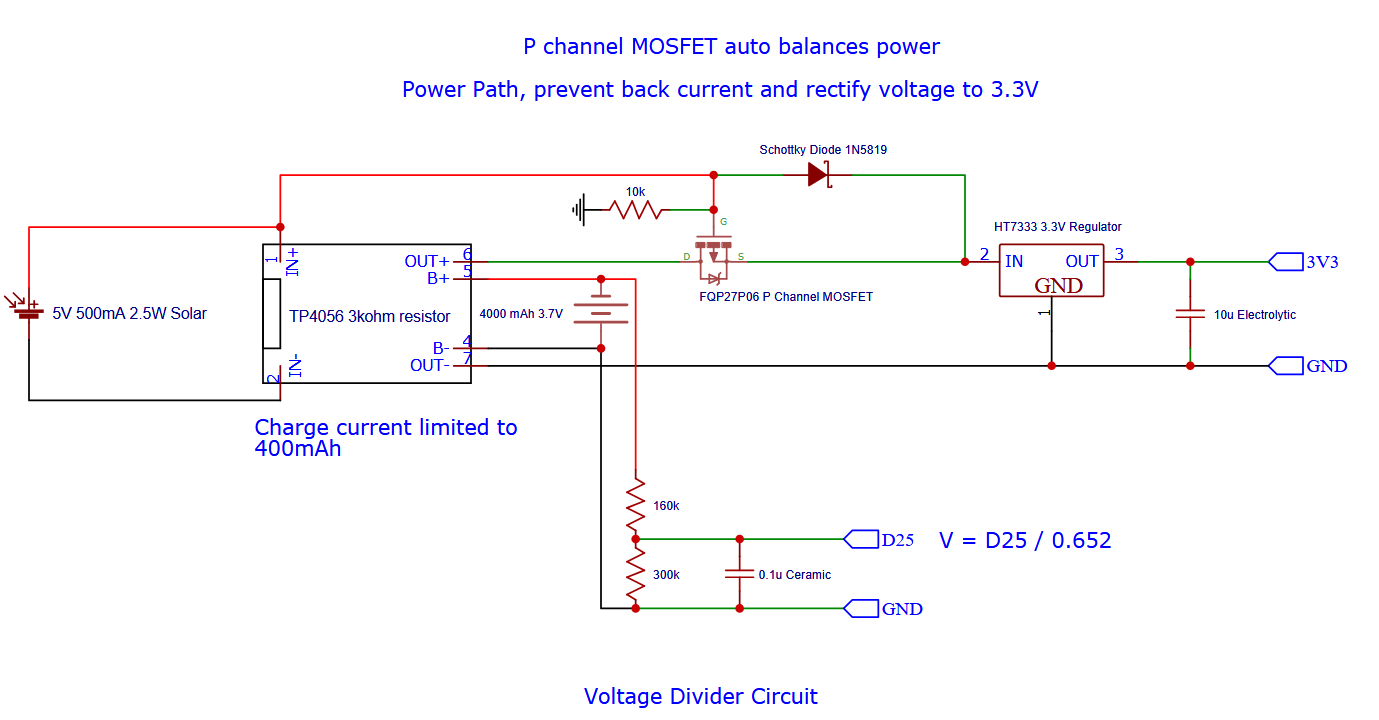 P channel MOSFET auto balances power
Power Path, prevent back current and rectify voltage to 3.3V
Schottky Diode 1N5819
10k
G
D
S
FQP27P06 P Channel MOSFET
HT7333 3.3V Regulator
2
IN
OUT
3
GND
1
3V3
10u Electrolytic
GND
1
IN+
OUT+
6
B+
5
5V 500mA 2.5W Solar
+
TP4056 3kohm resistor
4000 mAh 3.7V
B-
4
OUT-
7
2
IN-
Charge current limited to
400mAh
160k
D25
V = D25 / 0.652
300k
0.1u Ceramic
GND
Voltage Divider Circuit